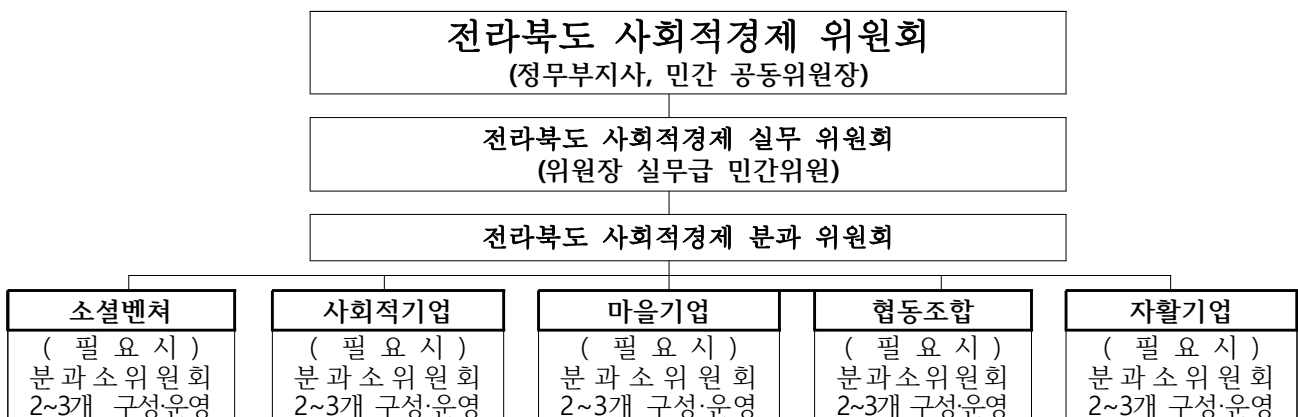 전라북도 사회적경제 위원회
(정무부지사, 민간 공동위원장)
전라북도 사회적경제 실무 위원회
(위원장 실무급 민간위원)
전라북도 사회적경제 분과 위원회
소셜벤쳐
( 필 요 시 )
분 과 소 위 원 회
2~3개 구성·운영
사회적기업
( 필 요 시 )
분 과 소 위 원 회
2~3개 구성·운영
마을기업
( 필 요 시 )
분 과 소 위 원 회
2~3개 구성·운영
협동조합
( 필 요 시 )
분 과 소 위 원 회
2~3개 구성·운영
자활기업
( 필 요 시 )
분 과 소 위 원 회
2~3개 구성·운영